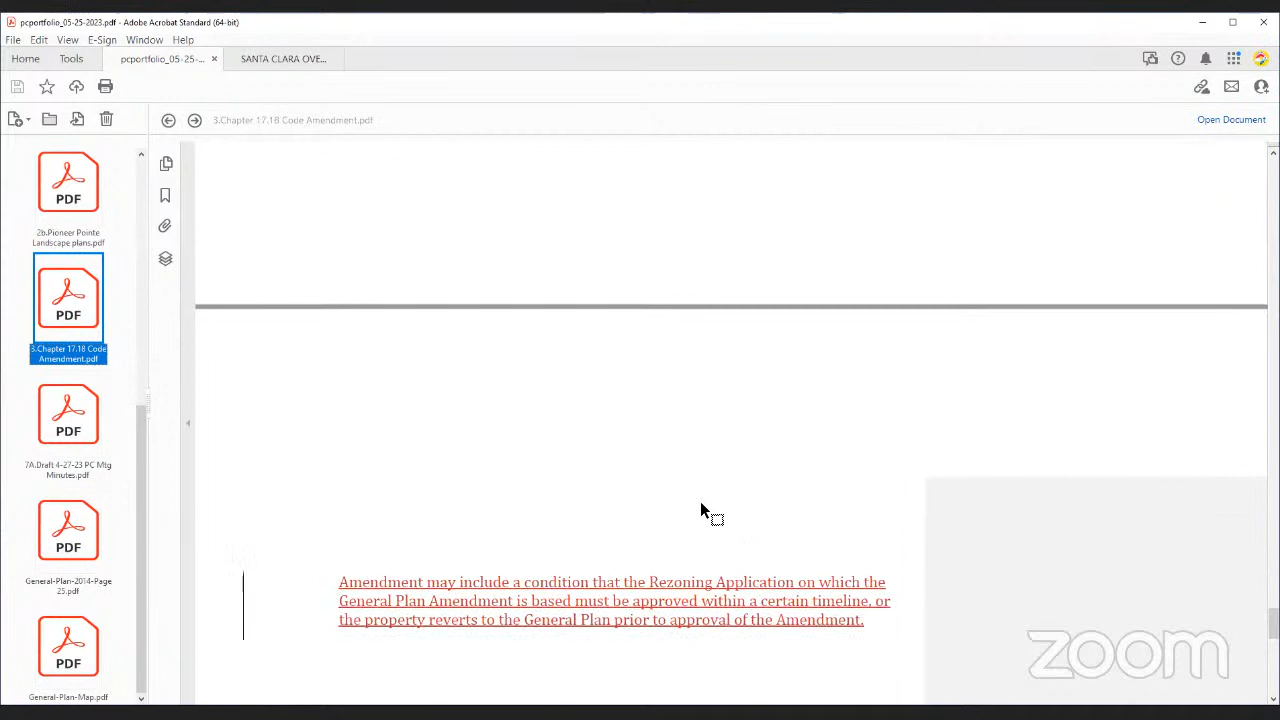 pcportfolio_05-25-2023.pdf - Adobe Acrobat Standard (64-bit)
File Edit View E-Sign Window Help
Home Tools pcportfolio_05-25-... SANTA CLARA OVE...
3.Chapter 17.18 Code Amendment.pdf
Open Document
PDF
2b.Pioneer Pointe
Landscape plans.pdf
PDF
3.Chapter 17.18 Code
Amendment.pdf
PDF
7A.Draft 4-27-23 PC Mtg
Minutes.pdf
PDF
General-Plan-2014-Page
25.pdf
PDF
General-Plan-Map.pdf
Amendment may include a condition that the Rezoning Application on which the
General Plan Amendment is based must be approved within a certain timeline, or
the property reverts to the General Plan prior to approval of the Amendment.
zoom